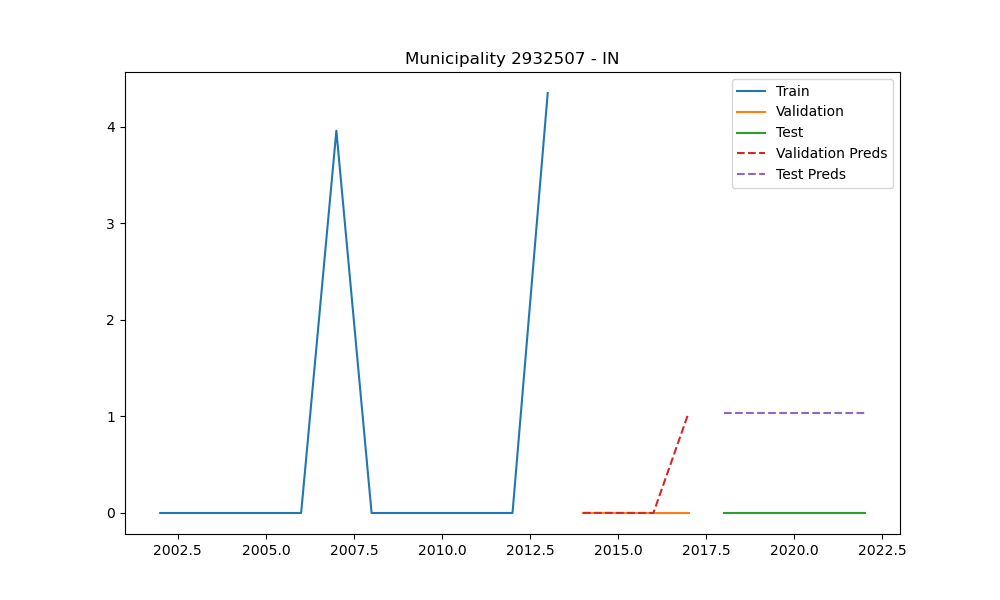 Municipality 2932507 - IN
Train
Validation
Test
Validation Preds
Test Preds
4
3
2
1
0
2002.5 2005.0 2007.5 2010.0 2012.5 2015.0 2017.5 2020.0 2022.5